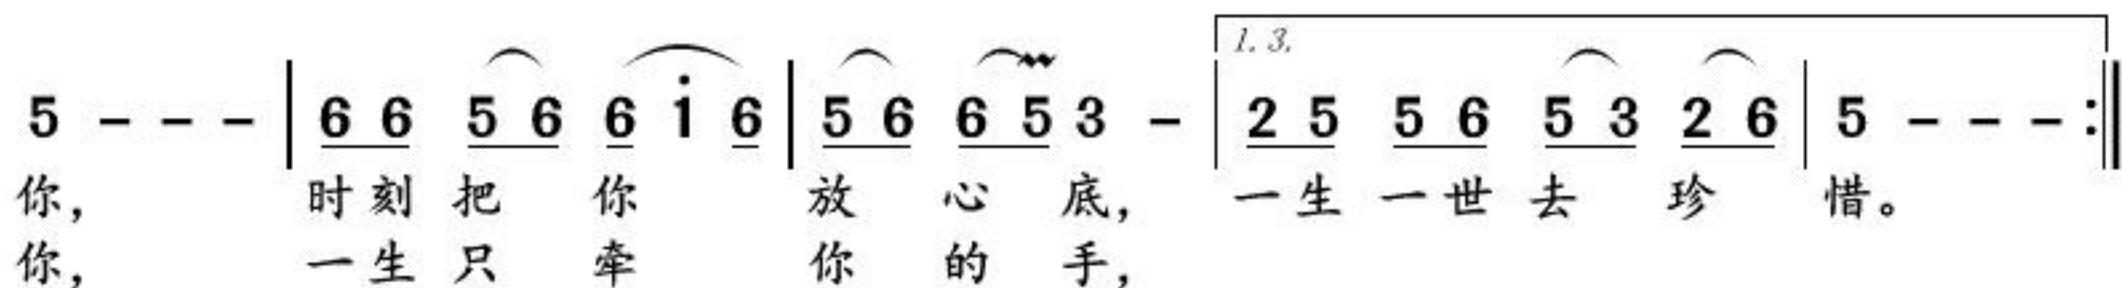 1. 3.
5 - - - | 6 6 5 6 6 1̇ 6 | 5 6 6 5 3 - | 2 5 5 6 5 3 2 6 | 5 - - - :‖
你， 时刻 把 你 放 心 底， 一生 一世 去 珍 惜。
你， 一生 只 牵 你 的 手，